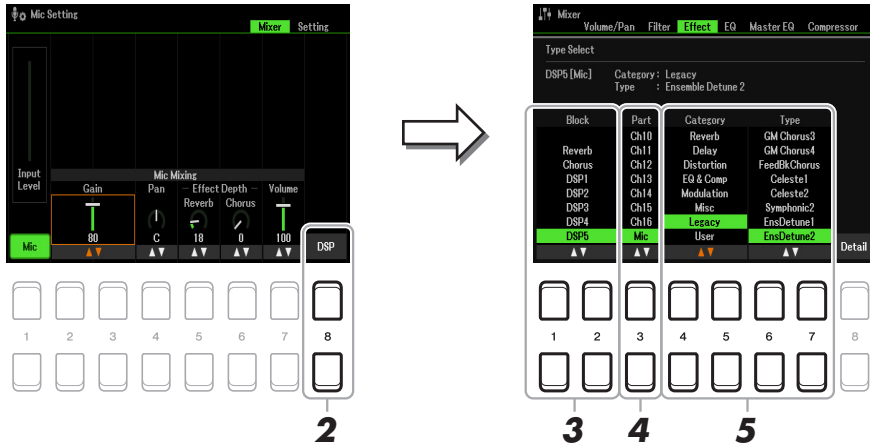 Mic Setting
Mixer Setting
Input Level
Mic Mixing
Gain Pan Effect Depth Volume
Reverb Chorus
80 C 18 0 100
Mic DSP
1 2 3 4 5 6 7 8
2
Mixer
Volume/Pan Filter Effect EQ Master EQ Compressor
Type Select
DSP5 [Mic] Category : Legacy
Type : Ensemble Detune 2
Block Part Category Type
Ch10 Reverb GM Chorus3
Reverb Ch11 Delay GM Chorus4
Chorus Ch12 Distortion FeedBkChorus
DSP1 Ch13 EQ & Comp Celeste1
DSP2 Ch14 Modulation Celeste2
DSP3 Ch15 Misc Symphonic2
DSP4 Ch16 Legacy EnsDetune1
DSP5 Mic User EnsDetune2
Detail
1 2 3 4 5 6 7 8
3 4 5